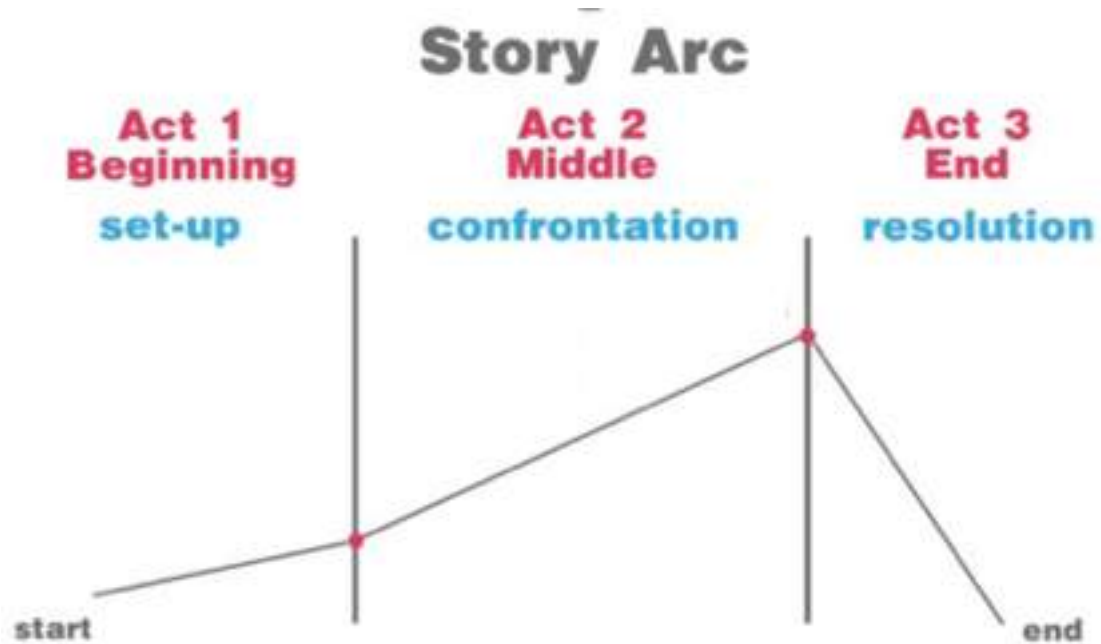 Story Arc
Act 1
Beginning
set-up
Act 2
Middle
confrontation
Act 3
End
resolution
start
end